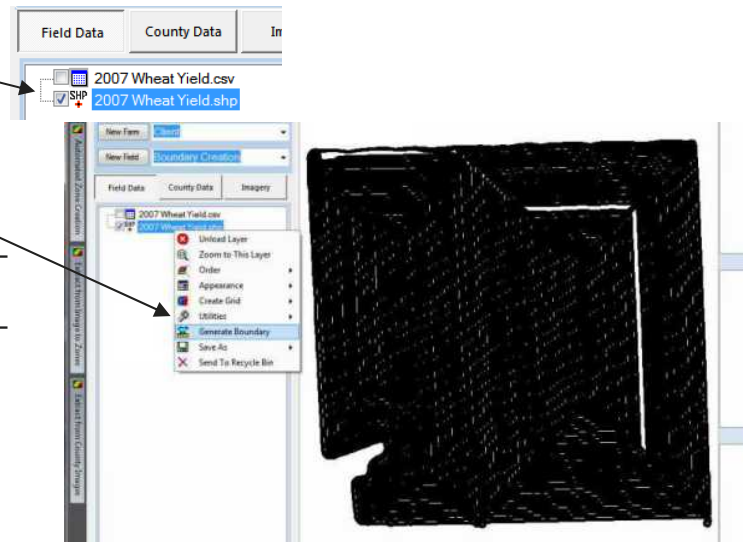 Field Data County Data Im
2007 Wheat Yield.csv
SHP 2007 Wheat Yield.shp
New Farm Client
New Field Boundary Creation
Field Data County Data Imagery
2007 Wheat Yield.csv
SHP 2007 Wheat Yield.shp
Unload Layer
Zoom to This Layer
Order
Appearance
Create Grid
Utilities
Generate Boundary
Save As
Send To Recycle Bin
Automated Zone Creation
Extract from Image to Zones
Extract from County Images